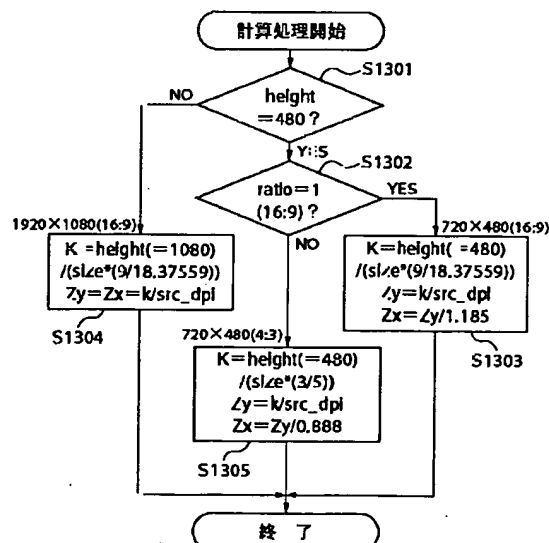 計算処理開始
S1301
NO
height
=480?
YES
S1302
ratio=1
(16:9)?
YES
NO
1920×1080(16:9)
K=height(=1080)
/(size*(9/18.37559))
Zy=Zx=k/src_dpi
S1304
720×480(16:9)
K=height(=480)
/(size*(9/18.37559))
Zy=k/src_dpi
Zx=Zy/1.185
S1303
720×480(4:3)
K=height(=480)
/(size*(3/5))
Zy=k/src_dpi
Zx=Zy/0.888
S1305
終 了